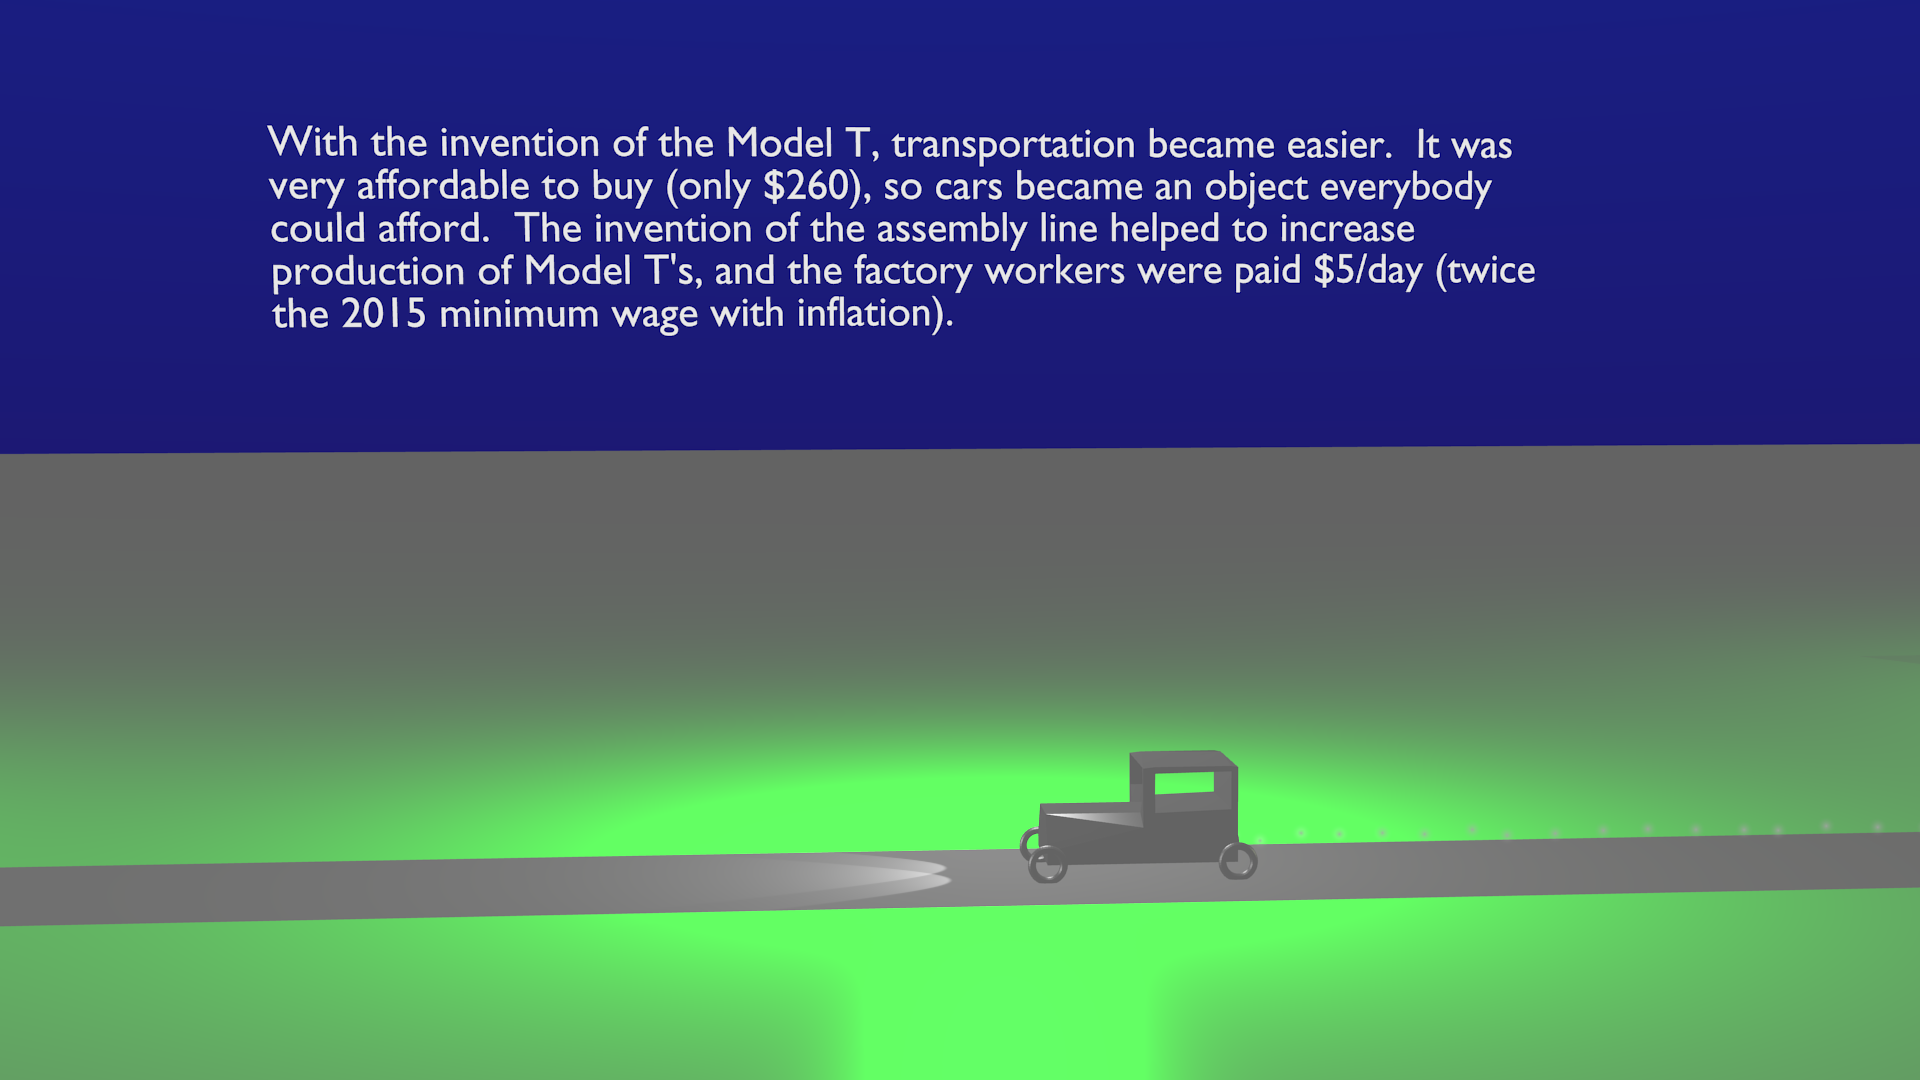 With the invention of the Model T, transportation became easier.  It was
very affordable to buy (only $260), so cars became an object everybody
could afford.  The invention of the assembly line helped to increase
production of Model T's, and the factory workers were paid $5/day (twice
the 2015 minimum wage with inflation).